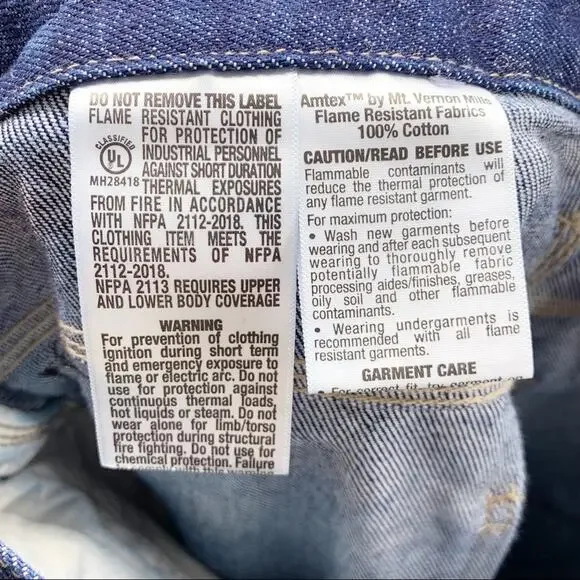 DO NOT REMOVE THIS LABEL
FLAME RESISTANT CLOTHING
FOR PROTECTION OF
INDUSTRIAL PERSONNEL
AGAINST SHORT DURATION
THERMAL EXPOSURES
CLASSIFIED
UL
MH28418
FROM FIRE IN ACCORDANCE
WITH NFPA 2112-2018. THIS
CLOTHING ITEM MEETS THE
REQUIREMENTS OF NFPA
2112-2018.
NFPA 2113 REQUIRES UPPER
AND LOWER BODY COVERAGE
WARNING
For prevention of clothing
ignition during short term
and emergency exposure to
flame or electric arc. Do not
use for protection against
continuous thermal loads,
hot liquids or steam. Do not
wear alone for limb/torso
protection during structural
fire fighting. Do not use for
chemical protection. Failure
Amtex™ by Mt. Vernon Mills
Flame Resistant Fabrics
100% Cotton
CAUTION/READ BEFORE USE
Flammable contaminants will
reduce the thermal protection of
any flame resistant garment.
For maximum protection:
• Wash new garments before
wearing and after each subsequent
wearing to thoroughly remove
potentially flammable fabric
processing aides/finishes, greases,
oily soil and other flammable
contaminants.
• Wearing undergarments is
recommended with all flame
resistant garments.
GARMENT CARE
For correct fit, for garment on